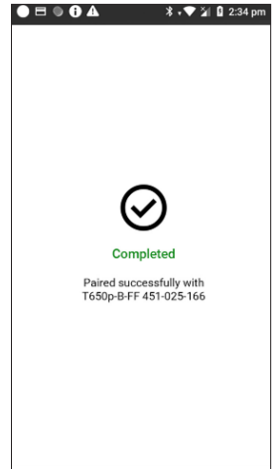 2:34 pm
Completed
Paired successfully with
T650p-B-FF 451-025-166